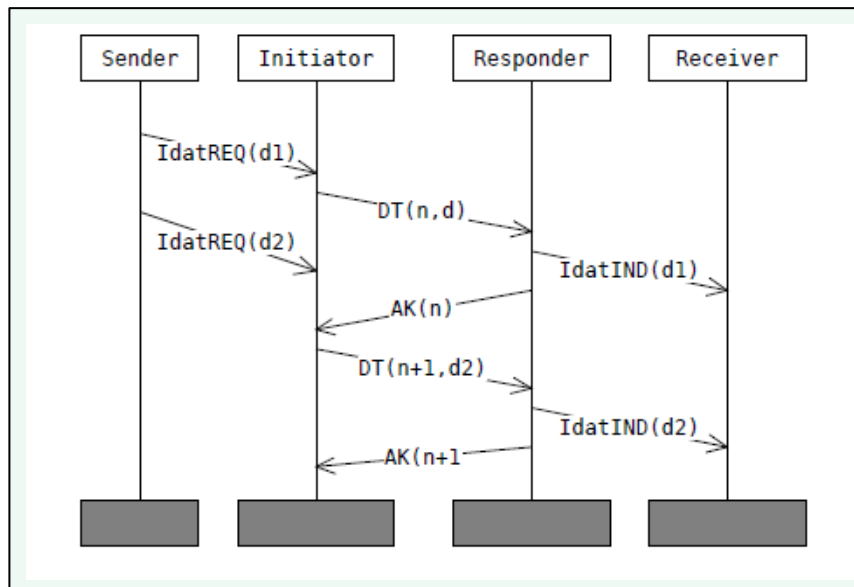 Sender Initiator Responder Receiver
IdatREQ(d1)
DT(n,d)
IdatREQ(d2)
IdatIND(d1)
AK(n)
DT(n+1,d2)
IdatIND(d2)
AK(n+1